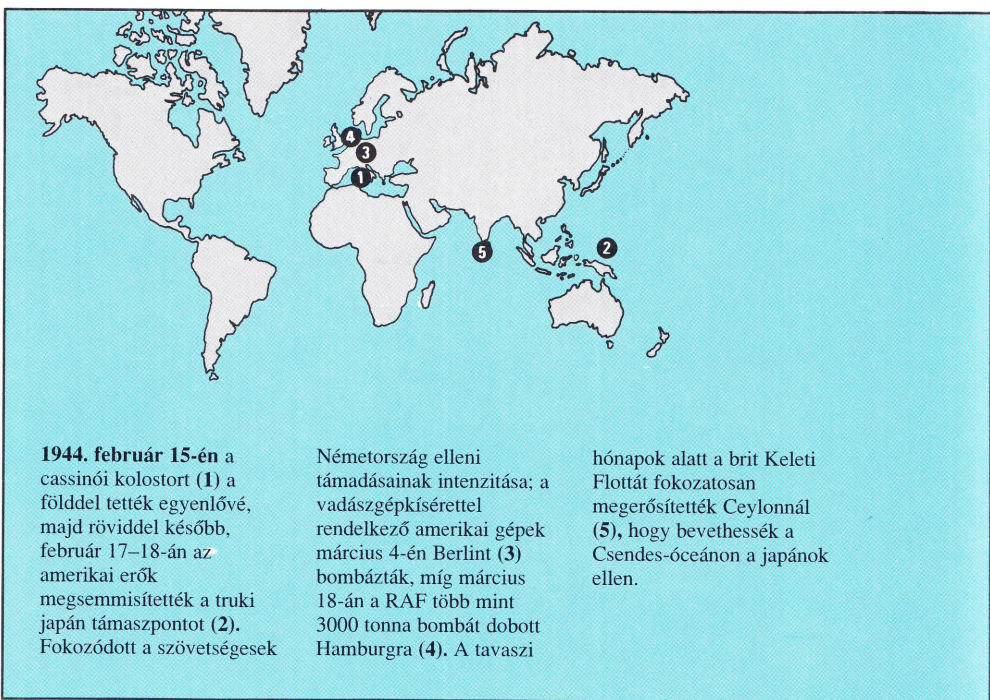 4
3
1
5
2
1944. február 15-én a
cassinói kolostort (1) a
földdel tették egyenlővé,
majd röviddel később,
február 17–18-án az
amerikai erők
megsemmisítették a truki
japán támaszpontot (2).
Fokozódott a szövetségesek
Németország elleni
támadásainak intenzitása; a
vadászgépkísérettel
rendelkező amerikai gépek
március 4-én Berlint (3)
bombázták, míg március
18-án a RAF több mint
3000 tonna bombát dobott
Hamburgra (4). A tavaszi
hónapok alatt a brit Keleti
Flottát fokozatosan
megerősítették Ceylonnál
(5), hogy bevethessék a
Csendes-óceánon a japánok
ellen.